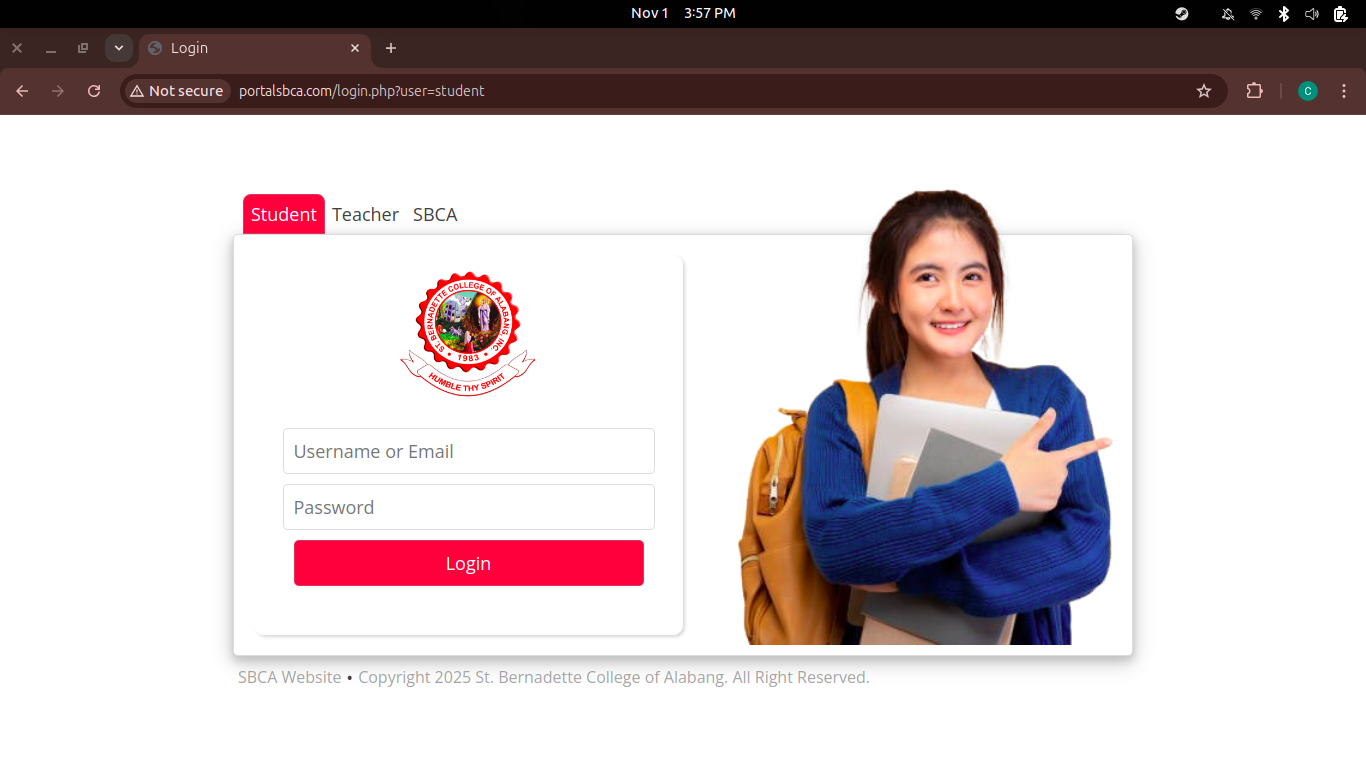 Nov 1 3:57 PM
Login
Not secure portalsbca.com/login.php?user=student
C
Student Teacher SBCA
ST. BERNADETTE COLLEGE OF ALABANG, INC.
1983
HUMBLE THY SPIRIT
Username or Email
Password
Login
SBCA Website • Copyright 2025 St. Bernadette College of Alabang. All Right Reserved.